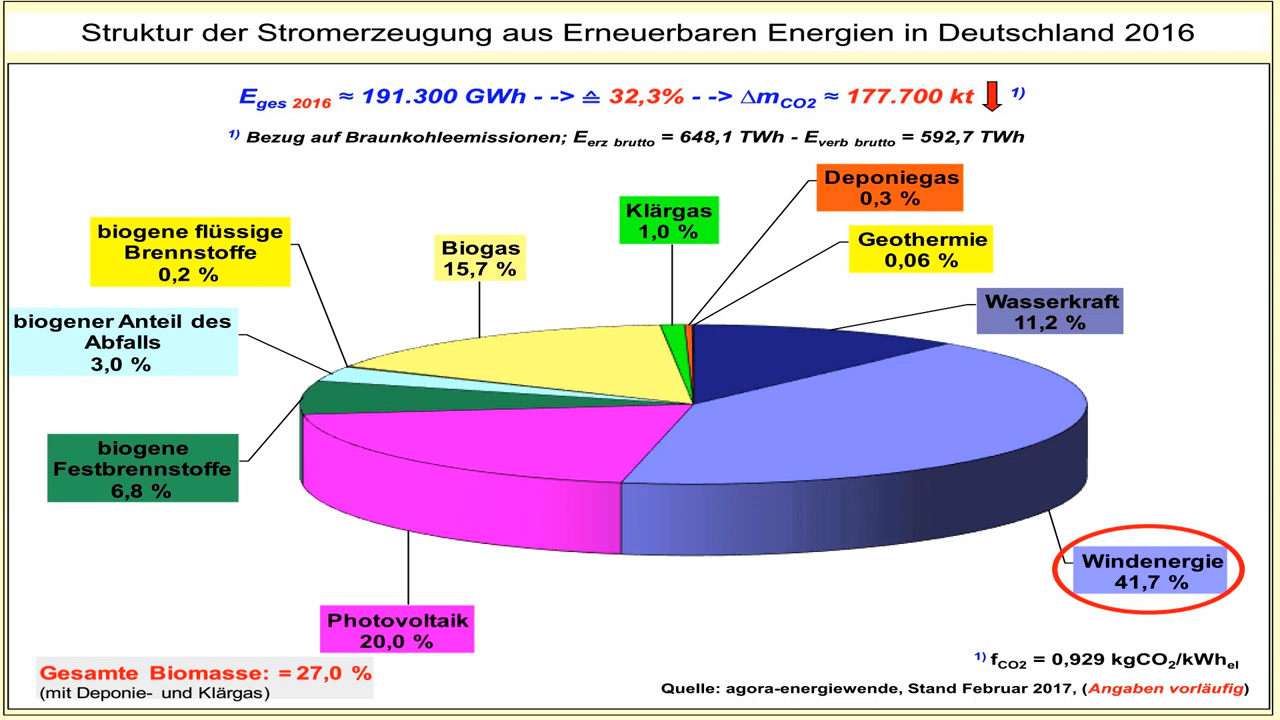 Struktur der Stromerzeugung aus Erneuerbaren Energien in Deutschland 2016
E ges 2016 ≈ 191.300 GWh - -> ≙ 32,3% - -> ∆mCO2 ≈ 177.700 kt 1)
1) Bezug auf Braunkohleemissionen; E erz brutto = 648,1 TWh - E verb brutto = 592,7 TWh
Deponiegas
0,3 %
Klärgas
1,0 %
biogene flüssige
Brennstoffe
0,2 %
Biogas
15,7 %
Geothermie
0,06 %
Wasserkraft
11,2 %
biogener Anteil des
Abfalls
3,0 %
biogene
Festbrennstoffe
6,8 %
Windenergie
41,7 %
Photovoltaik
20,0 %
Gesamte Biomasse: = 27,0 %
(mit Deponie- und Klärgas)
1) fCO2 = 0,929 kgCO2/kWhel
Quelle: agora-energiewende, Stand Februar 2017, (Angaben vorläufig)